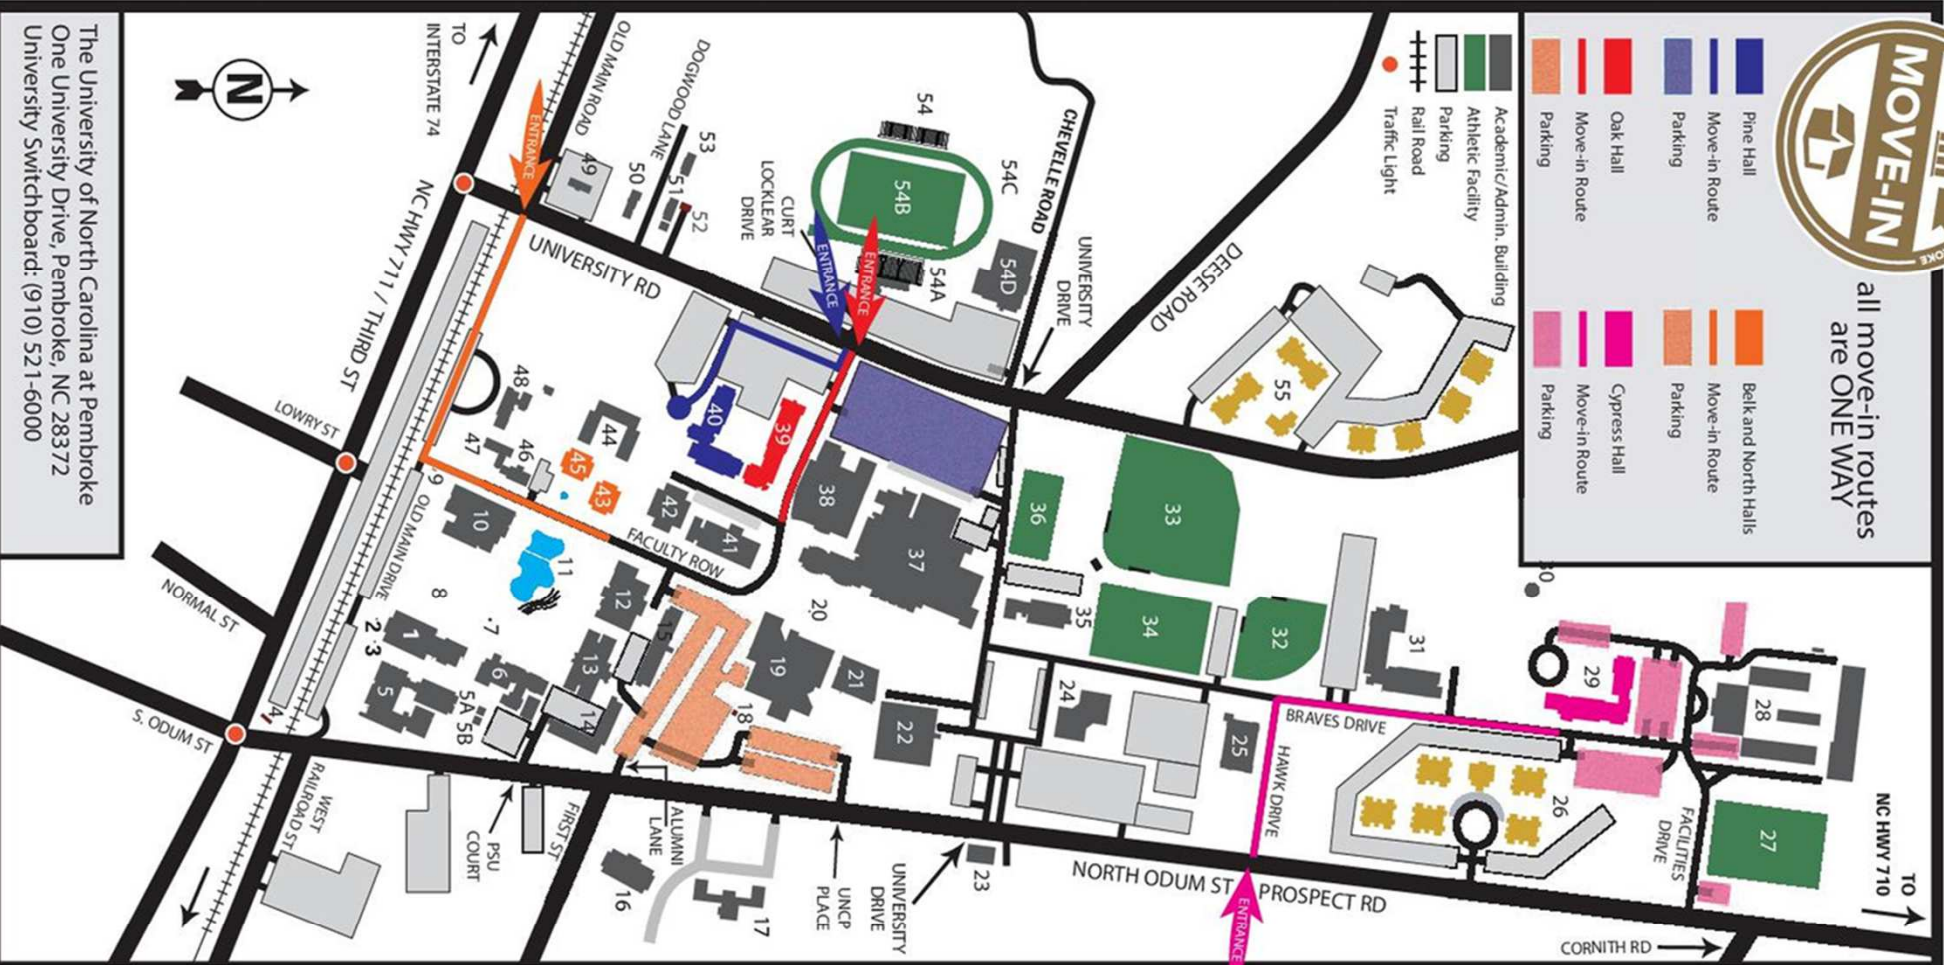 MOVE-IN
OKE
all move-in routes
are ONE WAY
Pine Hall
Move-in Route
Parking
Oak Hall
Move-in Route
Parking
Belk and North Halls
Move-in Route
Parking
Cypress Hall
Move-in Route
Parking
Academic/Admin. Building
Athletic Facility
Parking
Rail Road
Traffic Light
TO
NC HWY 710
CORNITH RD
30
28
29
27
FACILITIES
DRIVE
26
31
BRAVES DRIVE
HAWK DRIVE
25
ENTRANCE
NORTH ODUM ST
PROSPECT RD
DEESE ROAD
55
33
32
34
36
35
24
23
UNIVERSITY
DRIVE
CHEVELLE ROAD
UNIVERSITY
DRIVE
54
54C
54B
54A
54D
CURT
LOCKLEAR
DRIVE
ENTRANCE
ENTRANCE
37
38
39
40
20
19
21
22
18
UNCP
PLACE
17
16
ALUMNI
LANE
FIRST ST
PSU
COURT
OLD MAIN ROAD
DOGWOOD LANE
53
52
51
50
49
ENTRANCE
UNIVERSITY RD
48
47
46
45
44
43
42
41
FACULTY ROW
15
14
13
12
11
10
9
8
7
6
5
5A
5B
4
3
2
1
OLD MAIN DRIVE
WEST
RAILROAD ST
TO
INTERSTATE 74
NC HWY 711 / THIRD ST
LOWRY ST
NORMAL ST
S. ODUM ST
N
The University of North Carolina at Pembroke
One University Drive, Pembroke, NC 28372
University Switchboard: (910) 521-6000